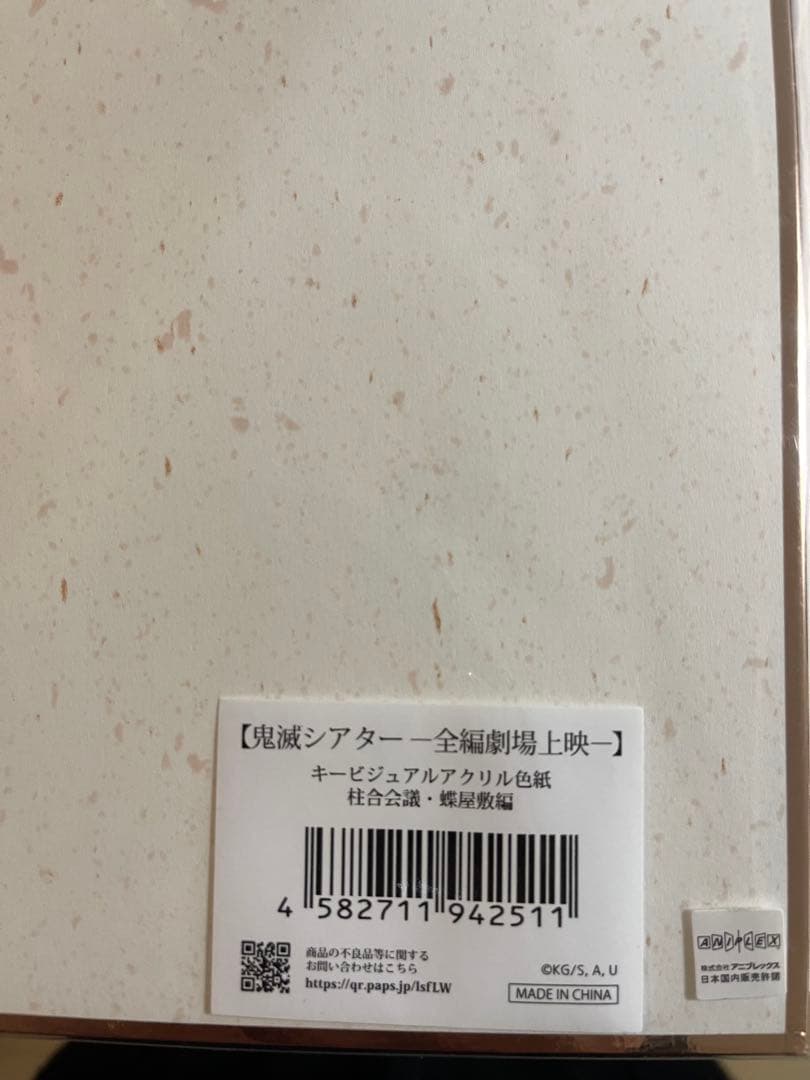 【鬼滅シアター ―全編劇場上映―】
キービジュアルアクリル色紙
柱合会議・蝶屋敷編
4 582711 942511
商品の不良品等に関する
お問い合わせはこちら
https://qr.paps.jp/lsfLW
©KG/S, A, U
MADE IN CHINA
ANIPLEX
株式会社 アニプレックス
日本国内販売許諾